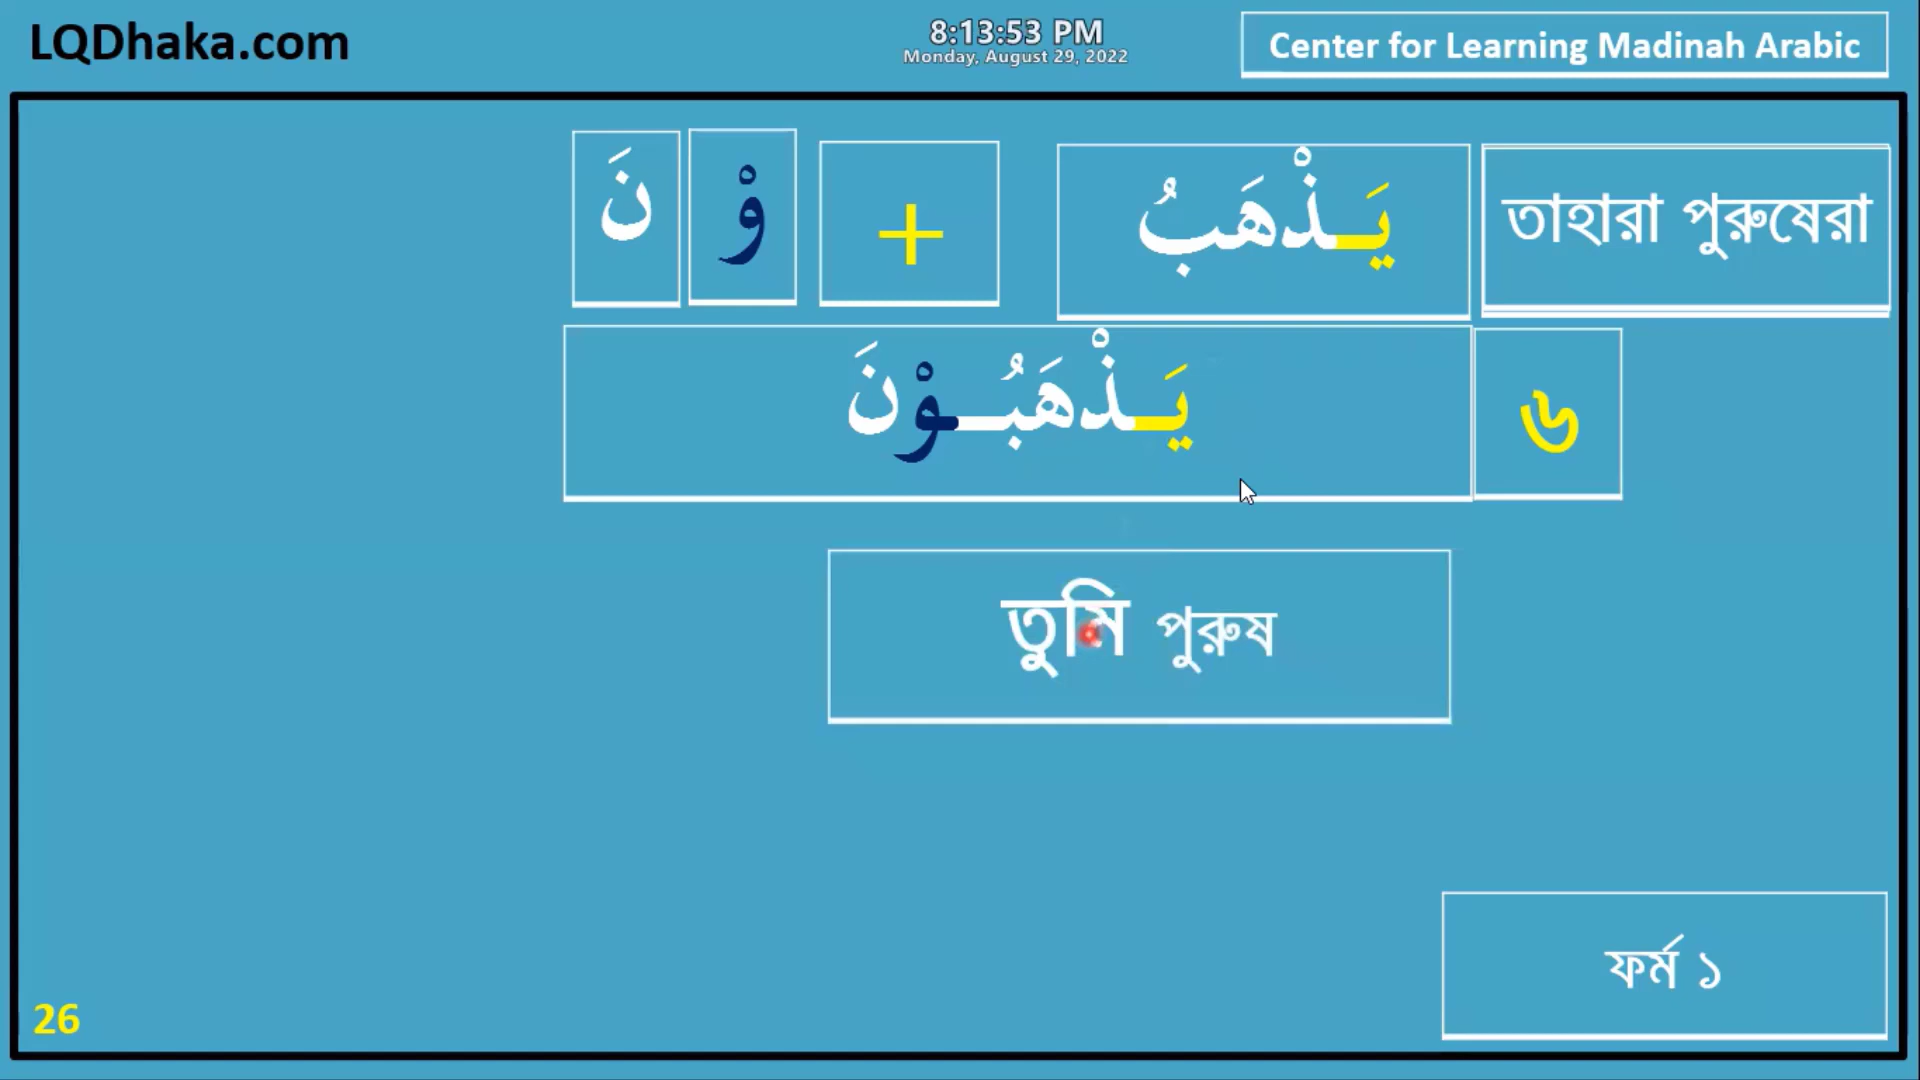 LQDhaka.com
8:13:53 PM
Monday, August 29, 2022
Center for Learning Madinah Arabic
তাহারা পুরুষেরা
يَـذْهَبُ + وْ نَ
৬
يَـذْهَبُـوْنَ
তুমি পুরুষ
ফর্ম ১
26